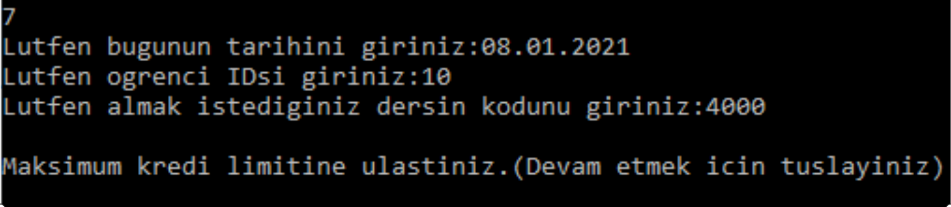 7
Lutfen bugunun tarihini giriniz:08.01.2021
Lutfen ogrenci IDsi giriniz:10
Lutfen almak istediginiz dersin kodunu giriniz:4000
Maksimum kredi limitine ulastiniz.(Devam etmek icin tuslayiniz)